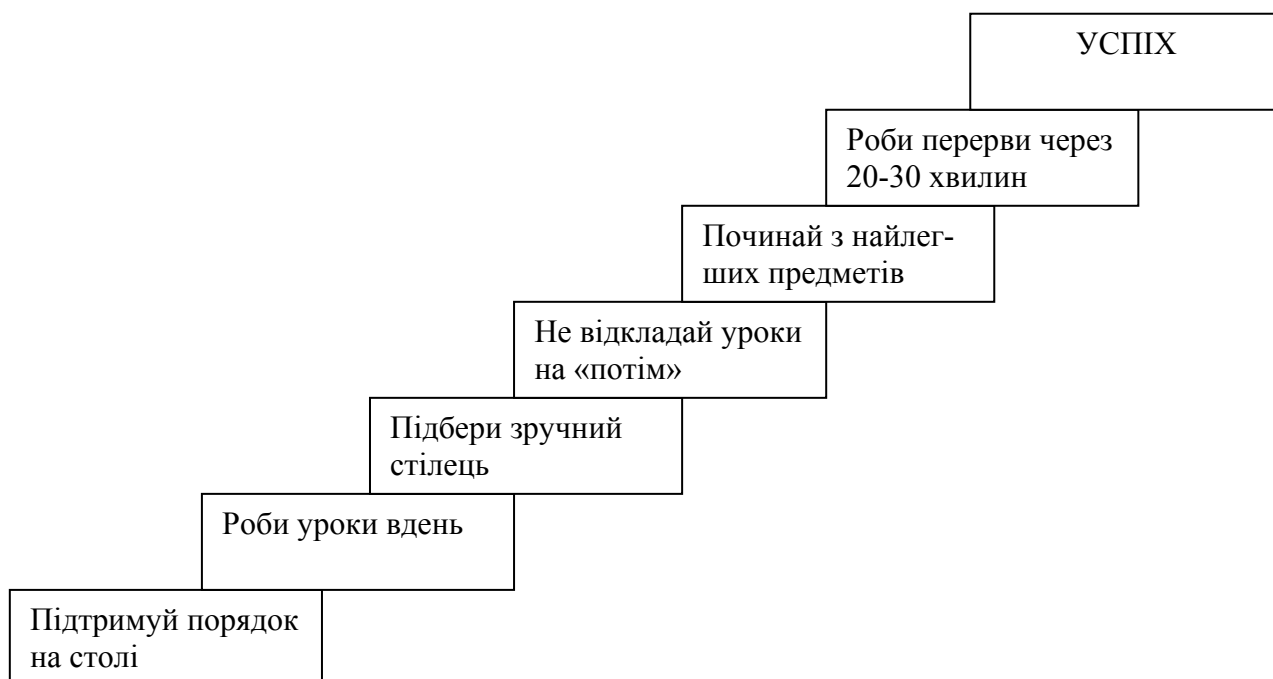 УСПІХ
Роби перерви через
20-30 хвилин
Починай з найлег-
ших предметів
Не відкладай уроки
на «потім»
Підбери зручний
стілець
Роби уроки вдень
Підтримуй порядок
на столі